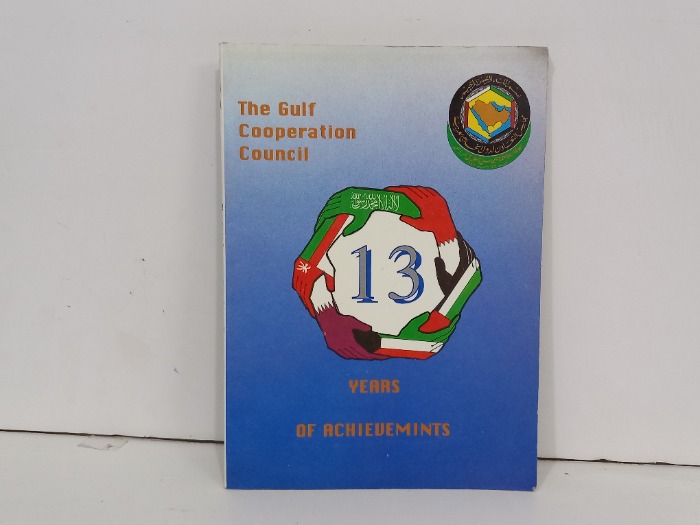 The Gulf
Cooperation
Council
13
YEARS
OF ACHIEVEMINTS